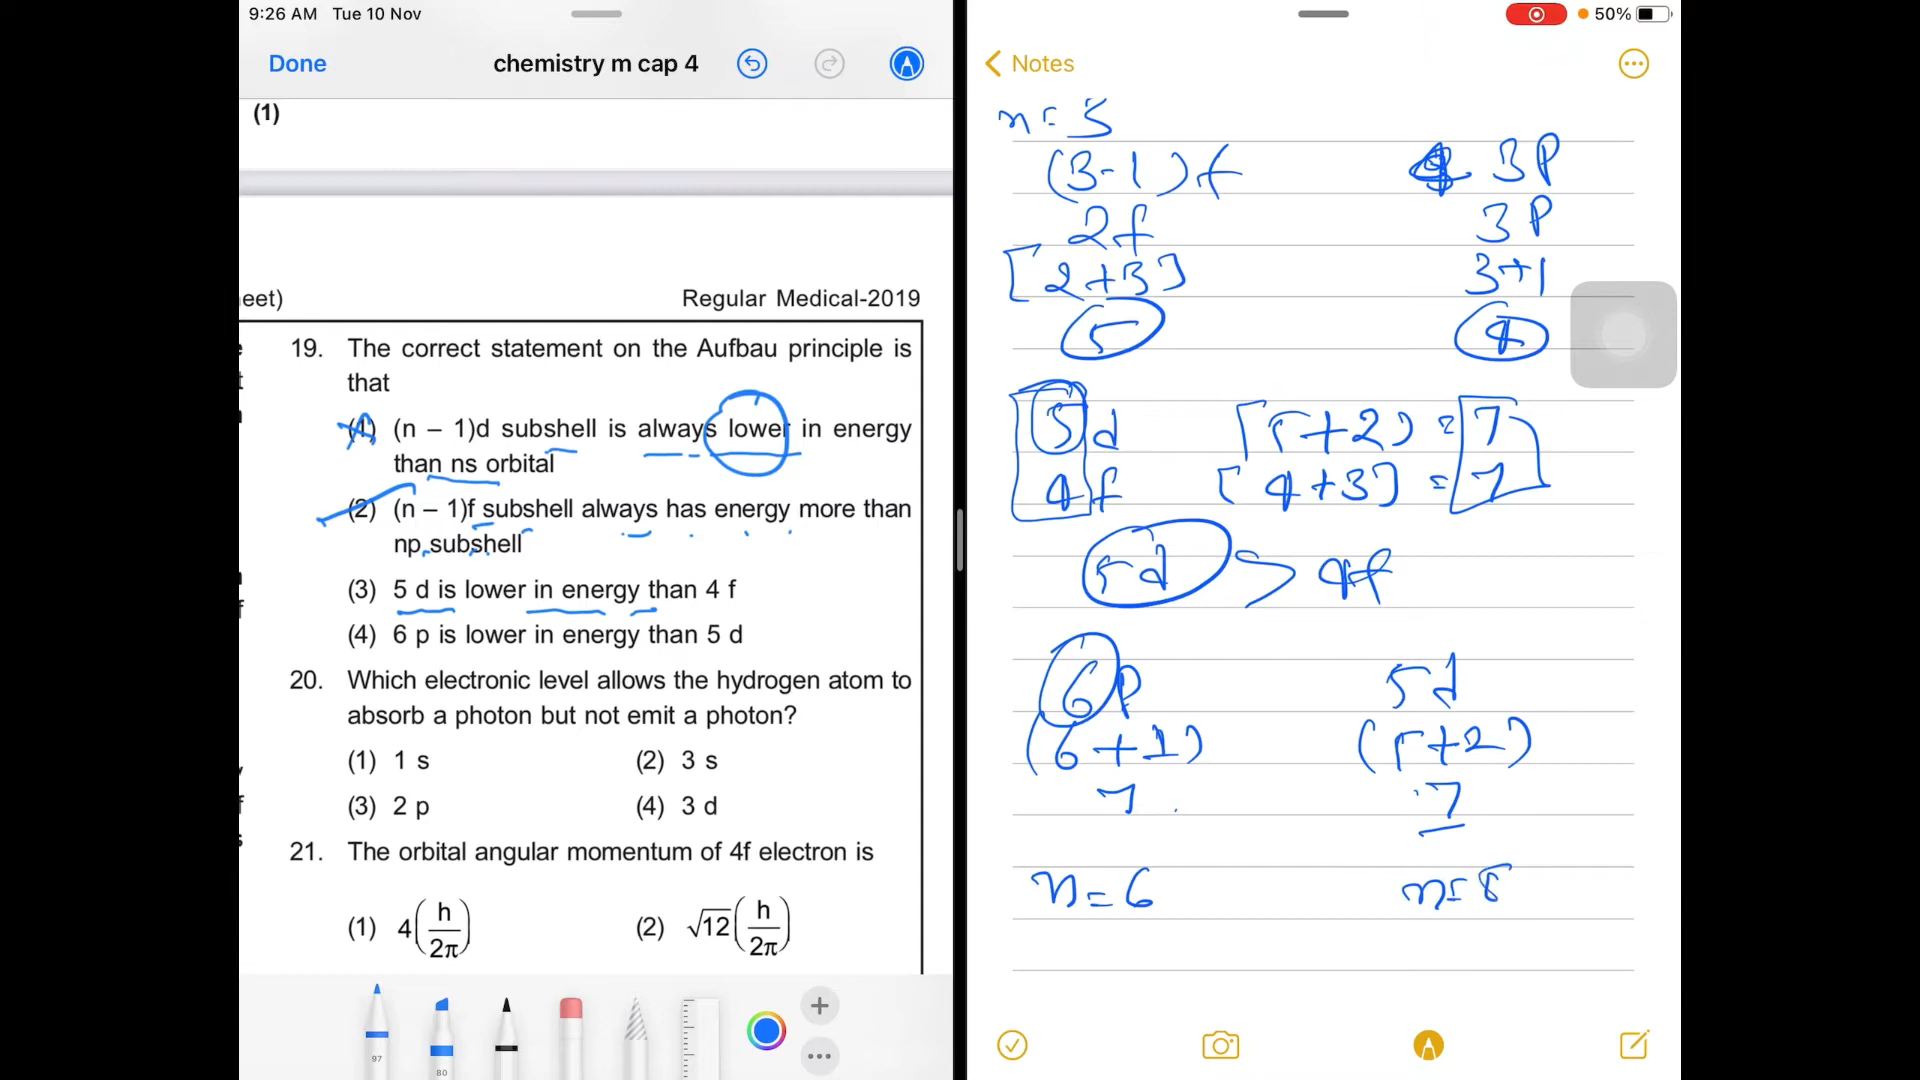 9:26 AM Tue 10 Nov
50%
Done
chemistry m cap 4
(1)
eet)
Regular Medical-2019
19. The correct statement on the Aufbau principle is
that
(1) (n – 1)d subshell is always lower in energy
than ns orbital
(2) (n – 1)f subshell always has energy more than
np subshell
(3) 5 d is lower in energy than 4 f
(4) 6 p is lower in energy than 5 d
20. Which electronic level allows the hydrogen atom to
absorb a photon but not emit a photon?
(1) 1 s (2) 3 s
(3) 2 p (4) 3 d
21. The orbital angular momentum of 4f electron is
(1) 4(h/2π) (2) √12(h/2π)
97
80
Notes
(3-1)f 3P
2f 3P
[2+3] 3+1
5 4
5d [5+2) = 7
4f [4+3] = 7
5d > 4f
6p 5d
(6+1) (5+2)
7 7
n=6